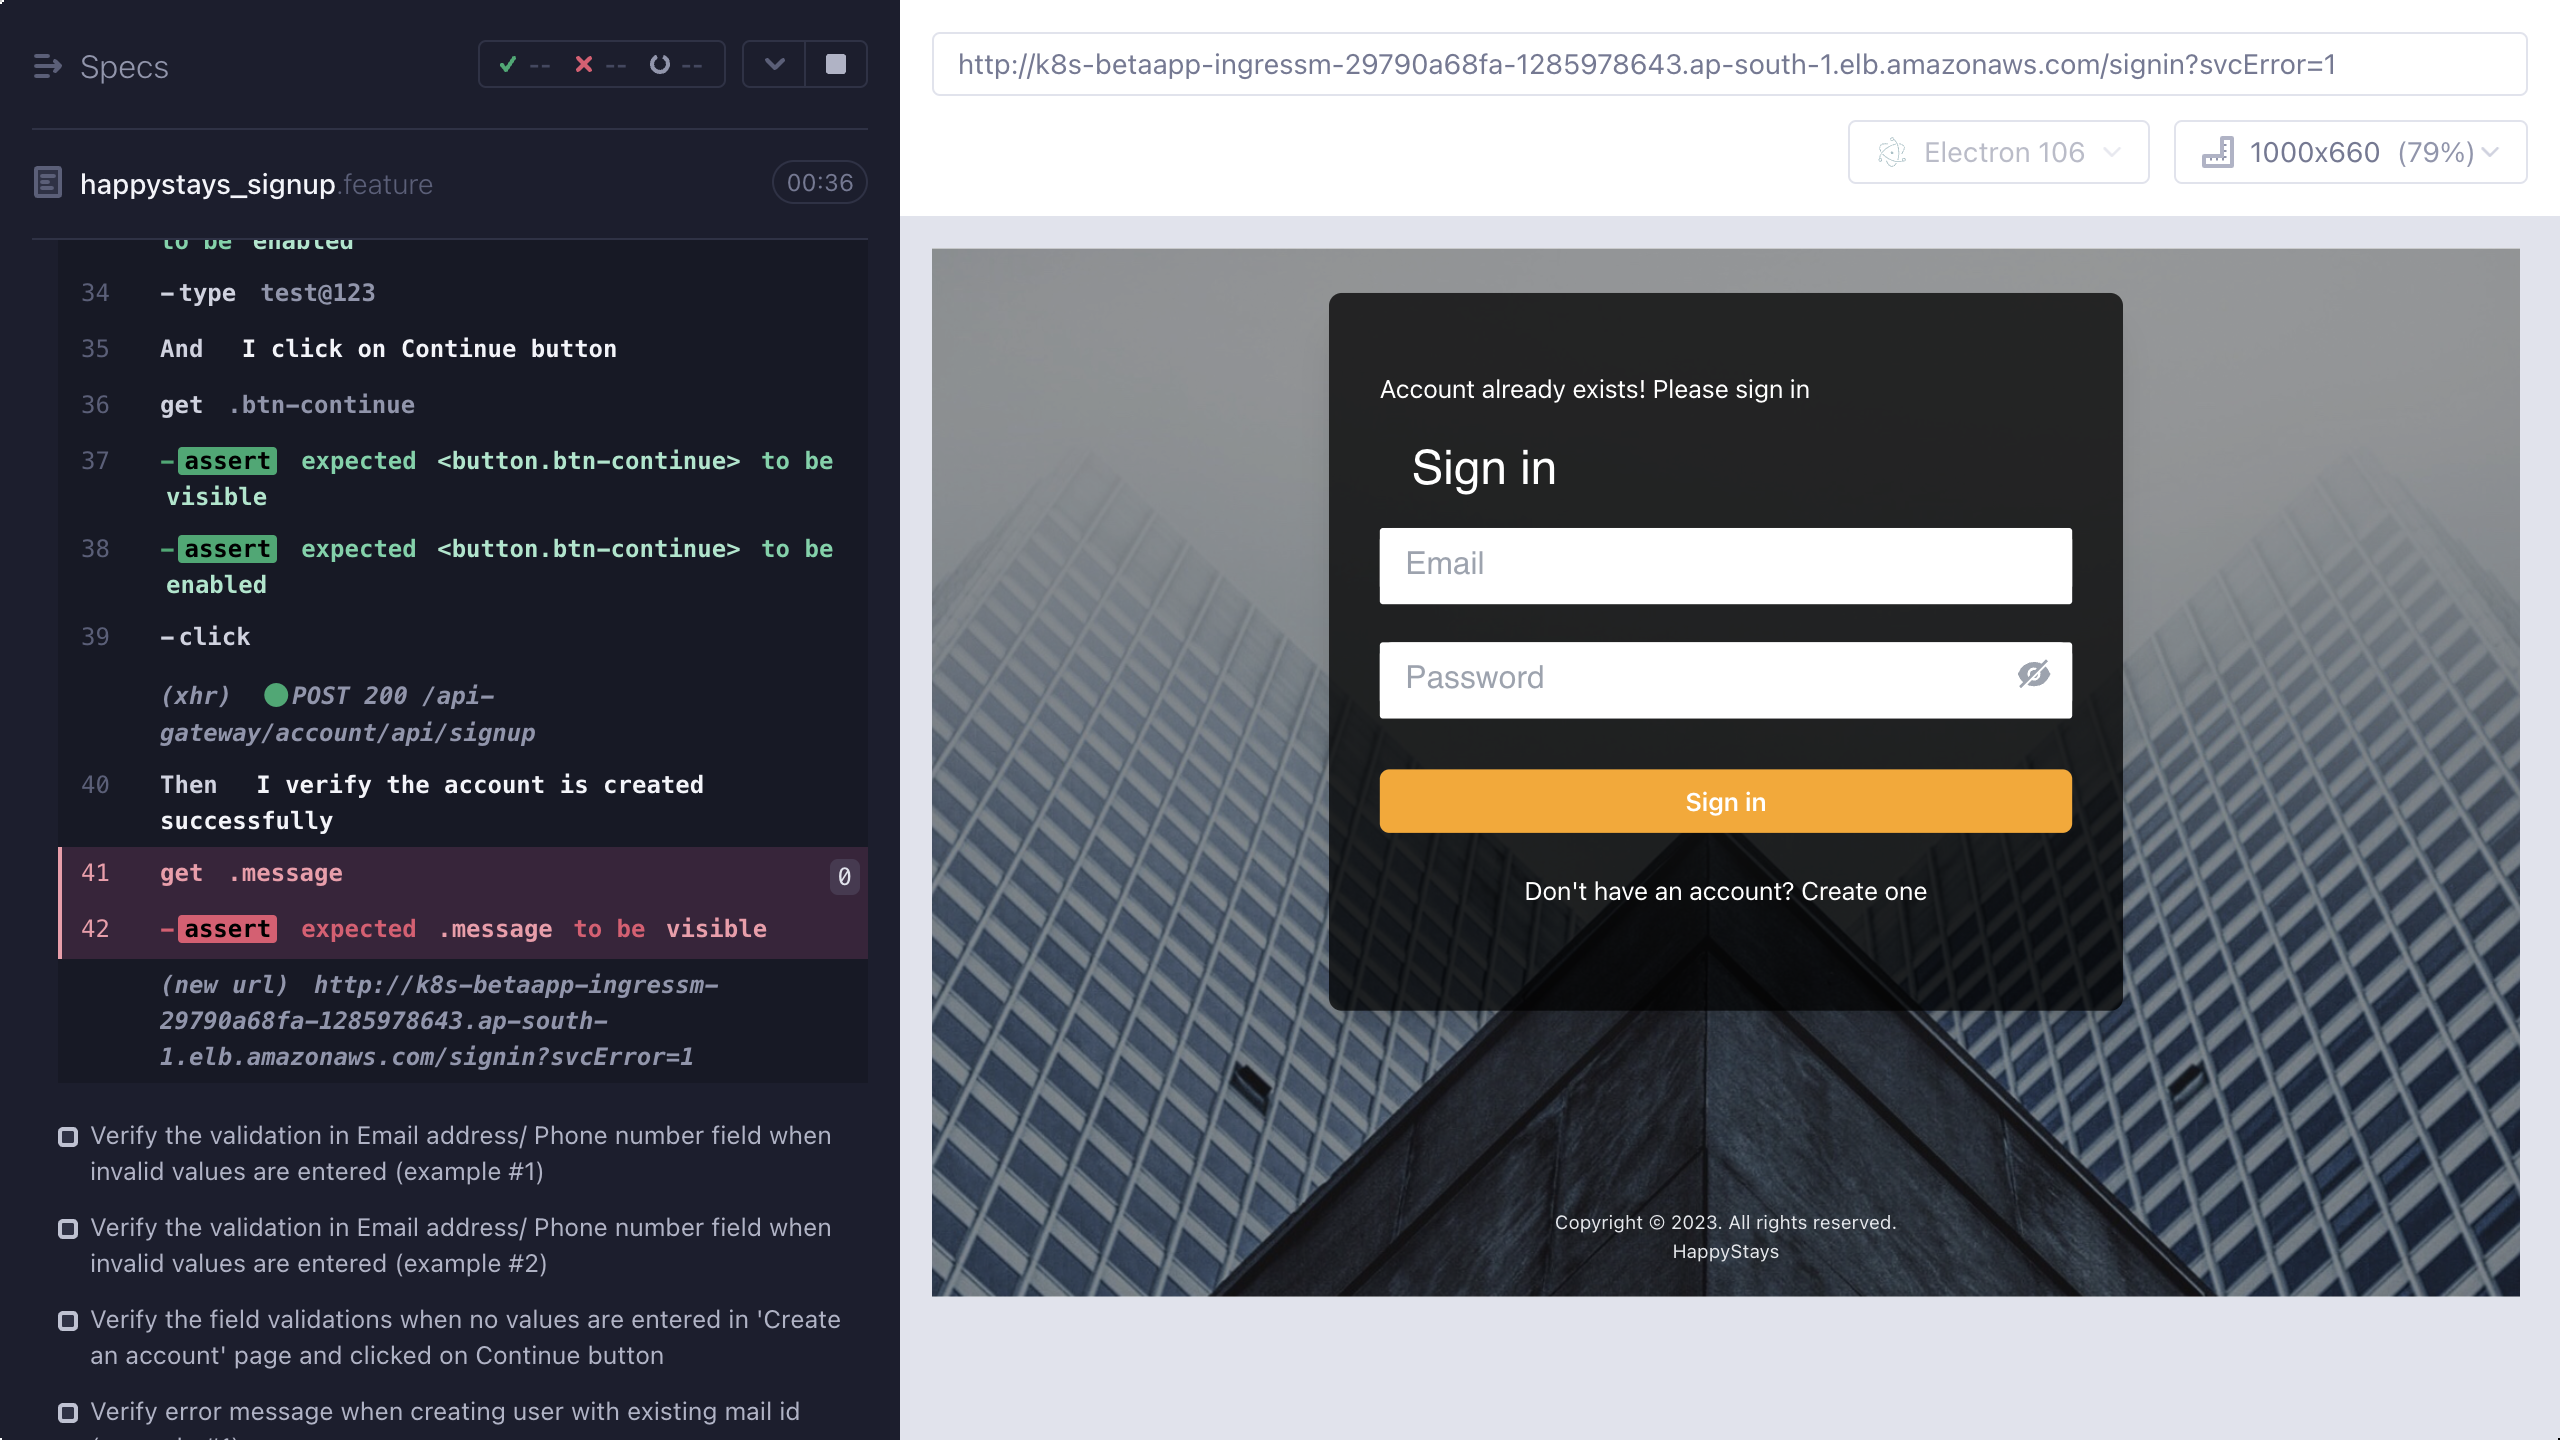 Specs
-- -- --
happystays_signup.feature 00:36
to be enabled
34 -type test@123
35 And I click on Continue button
36 get .btn-continue
37 -assert expected <button.btn-continue> to be
visible
38 -assert expected <button.btn-continue> to be
enabled
39 -click
(xhr) POST 200 /api-
gateway/account/api/signup
40 Then I verify the account is created
successfully
41 get .message 0
42 -assert expected .message to be visible
(new url) http://k8s-betaapp-ingressm-
29790a68fa-1285978643.ap-south-
1.elb.amazonaws.com/signin?svcError=1
Verify the validation in Email address/ Phone number field when
invalid values are entered (example #1)
Verify the validation in Email address/ Phone number field when
invalid values are entered (example #2)
Verify the field validations when no values are entered in 'Create
an account' page and clicked on Continue button
Verify error message when creating user with existing mail id
http://k8s-betaapp-ingressm-29790a68fa-1285978643.ap-south-1.elb.amazonaws.com/signin?svcError=1
Electron 106
1000x660 (79%)
Account already exists! Please sign in
Sign in
Email
Password
Sign in
Don't have an account? Create one
Copyright © 2023. All rights reserved.
HappyStays